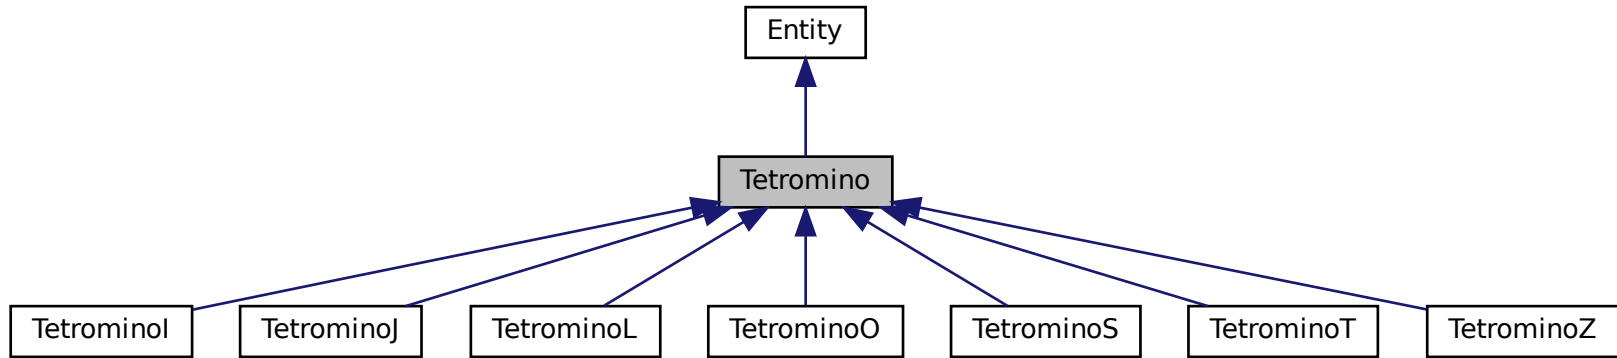 Entity
Tetromino
TetrominoI
TetrominoJ
TetrominoL
TetrominoO
TetrominoS
TetrominoT
TetrominoZ